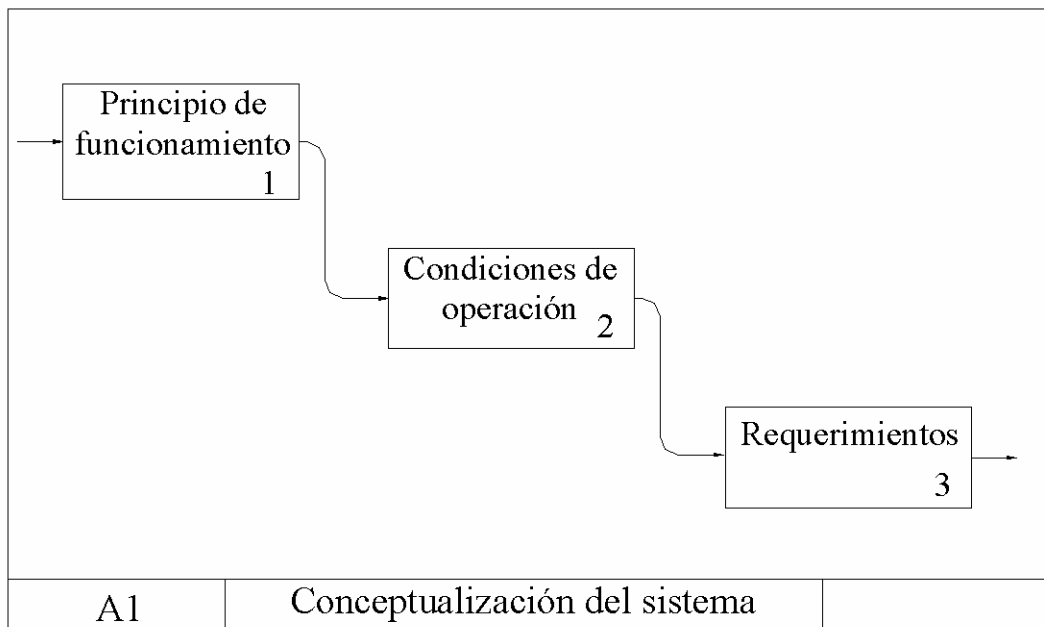 Principio de
funcionamiento
1
Condiciones de
operación
2
Requerimientos
3
A1
Conceptualización del sistema